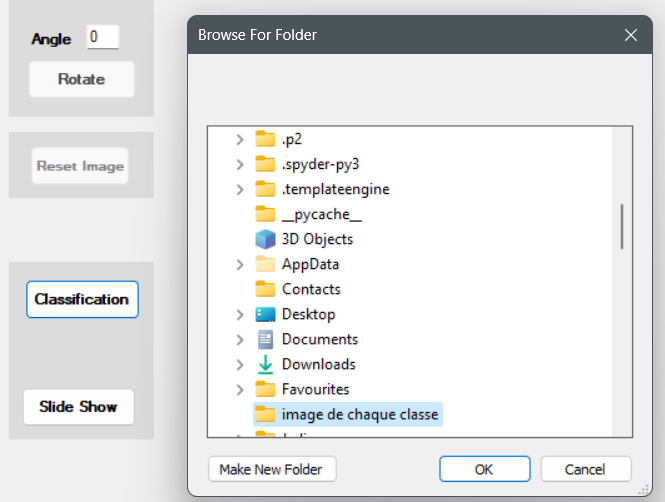 Angle 0
Rotate
Reset Image
Classification
Slide Show
Browse For Folder
.p2
.spyder-py3
.templateengine
__pycache__
3D Objects
AppData
Contacts
Desktop
Documents
Downloads
Favourites
image de chaque classe
Make New Folder OK Cancel